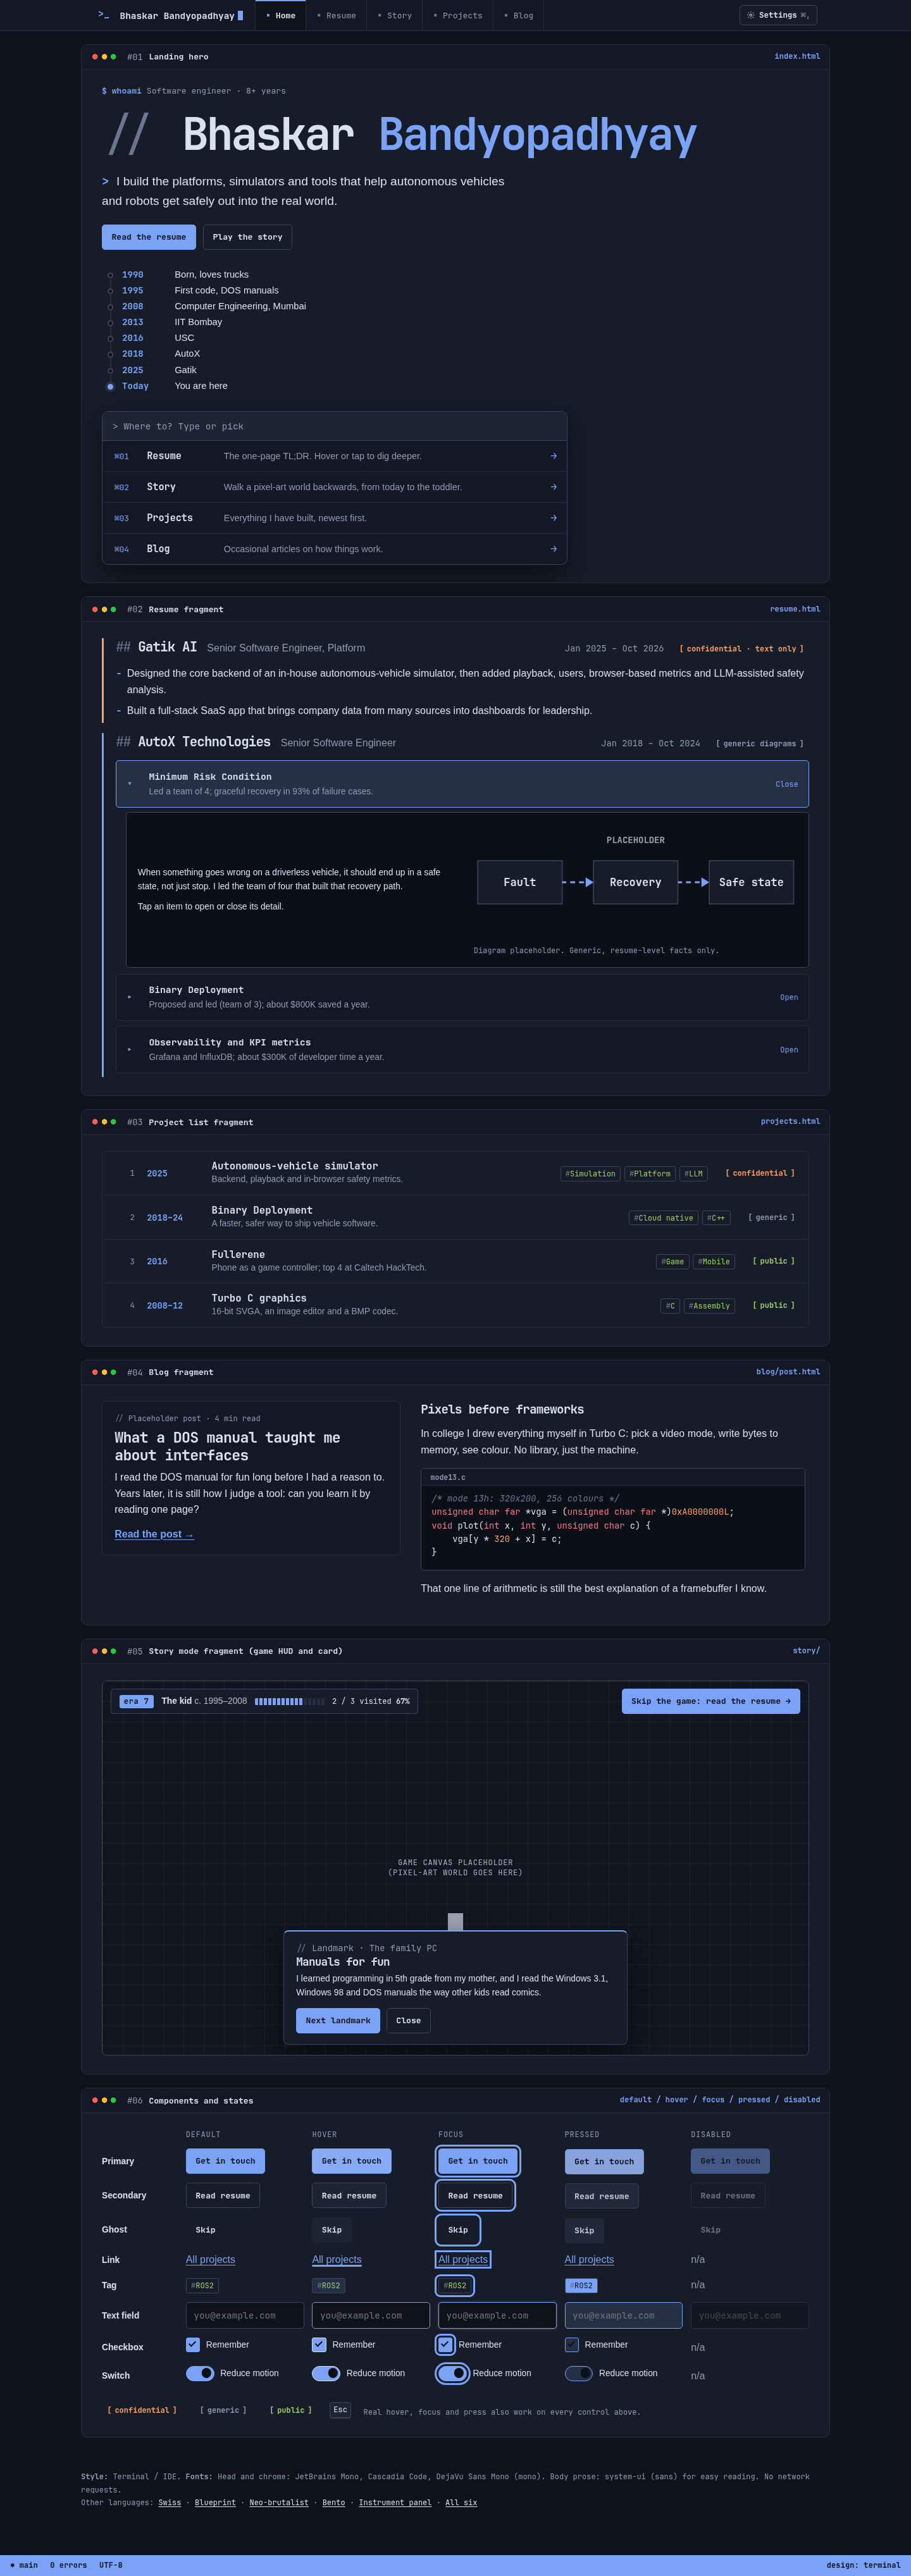 >_ Bhaskar Bandyopadhyay
Home Resume Story Projects Blog
Settings ⌘,
#01 Landing hero index.html
$ whoami Software engineer · 8+ years
// Bhaskar Bandyopadhyay
> I build the platforms, simulators and tools that help autonomous vehicles
and robots get safely out into the real world.
Read the resume Play the story
1990 Born, loves trucks
1995 First code, DOS manuals
2008 Computer Engineering, Mumbai
2013 IIT Bombay
2016 USC
2018 AutoX
2025 Gatik
Today You are here
> Where to? Type or pick
⌘01 Resume The one-page TL;DR. Hover or tap to dig deeper. →
⌘02 Story Walk a pixel-art world backwards, from today to the toddler. →
⌘03 Projects Everything I have built, newest first. →
⌘04 Blog Occasional articles on how things work. →
#02 Resume fragment resume.html
## Gatik AI Senior Software Engineer, Platform Jan 2025 – Oct 2026 [ confidential · text only ]
- Designed the core backend of an in-house autonomous-vehicle simulator, then added playback, users, browser-based metrics and LLM-assisted safety
analysis.
- Built a full-stack SaaS app that brings company data from many sources into dashboards for leadership.
## AutoX Technologies Senior Software Engineer Jan 2018 – Oct 2024 [ generic diagrams ]
▾ Minimum Risk Condition Close
Led a team of 4; graceful recovery in 93% of failure cases.
PLACEHOLDER
When something goes wrong on a driverless vehicle, it should end up in a safe
state, not just stop. I led the team of four that built that recovery path.
Tap an item to open or close its detail.
Fault Recovery Safe state
Diagram placeholder. Generic, resume-level facts only.
▸ Binary Deployment Open
Proposed and led (team of 3); about $800K saved a year.
▸ Observability and KPI metrics Open
Grafana and InfluxDB; about $300K of developer time a year.
#03 Project list fragment projects.html
1 2025 Autonomous-vehicle simulator #Simulation #Platform #LLM [ confidential ]
Backend, playback and in-browser safety metrics.
2 2018–24 Binary Deployment #Cloud native #C++ [ generic ]
A faster, safer way to ship vehicle software.
3 2016 Fullerene #Game #Mobile [ public ]
Phone as a game controller; top 4 at Caltech HackTech.
4 2008–12 Turbo C graphics #C #Assembly [ public ]
16-bit SVGA, an image editor and a BMP codec.
#04 Blog fragment blog/post.html
// Placeholder post · 4 min read
What a DOS manual taught me
about interfaces
I read the DOS manual for fun long before I had a reason to.
Years later, it is still how I judge a tool: can you learn it by
reading one page?
Read the post →
Pixels before frameworks
In college I drew everything myself in Turbo C: pick a video mode, write bytes to
memory, see colour. No library, just the machine.
mode13.c
/* mode 13h: 320x200, 256 colours */
unsigned char far *vga = (unsigned char far *)0xA0000000L;
void plot(int x, int y, unsigned char c) {
vga[y * 320 + x] = c;
}
That one line of arithmetic is still the best explanation of a framebuffer I know.
#05 Story mode fragment (game HUD and card) story/
era 7 The kid c. 1995–2008 2 / 3 visited 67%
Skip the game: read the resume →
GAME CANVAS PLACEHOLDER
(PIXEL-ART WORLD GOES HERE)
// Landmark · The family PC
Manuals for fun
I learned programming in 5th grade from my mother, and I read the Windows 3.1,
Windows 98 and DOS manuals the way other kids read comics.
Next landmark Close
#06 Components and states default / hover / focus / pressed / disabled
DEFAULT HOVER FOCUS PRESSED DISABLED
Primary Get in touch Get in touch Get in touch Get in touch Get in touch
Secondary Read resume Read resume Read resume Read resume Read resume
Ghost Skip Skip Skip Skip Skip
Link All projects All projects All projects All projects n/a
Tag #ROS2 #ROS2 #ROS2 #ROS2 n/a
Text field you@example.com you@example.com you@example.com you@example.com you@example.com
Checkbox Remember Remember Remember Remember n/a
Switch Reduce motion Reduce motion Reduce motion Reduce motion n/a
[ confidential ] [ generic ] [ public ] Esc Real hover, focus and press also work on every control above.
Style: Terminal / IDE. Fonts: Head and chrome: JetBrains Mono, Cascadia Code, DejaVu Sans Mono (mono). Body prose: system-ui (sans) for easy reading. No network
requests.
Other languages: Swiss · Blueprint · Neo-brutalist · Bento · Instrument panel · All six
● main 0 errors UTF-8 design: terminal